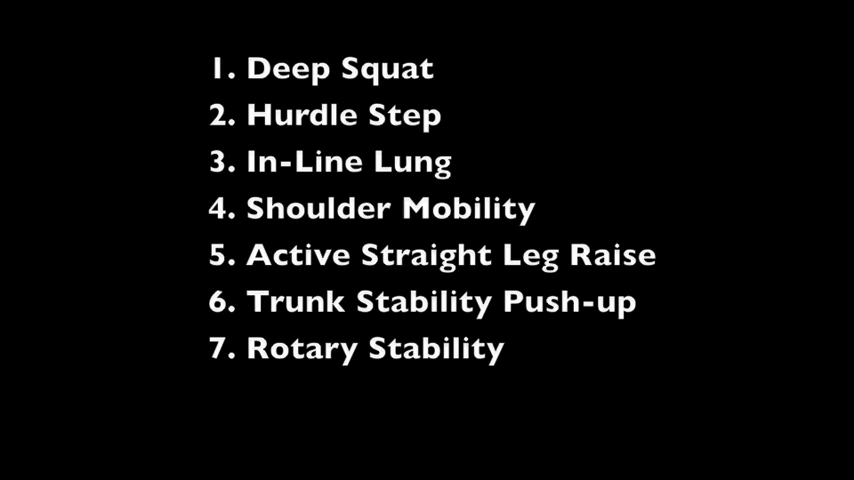 1. Deep Squat
2. Hurdle Step
3. In-Line Lung
4. Shoulder Mobility
5. Active Straight Leg Raise
6. Trunk Stability Push-up
7. Rotary Stability